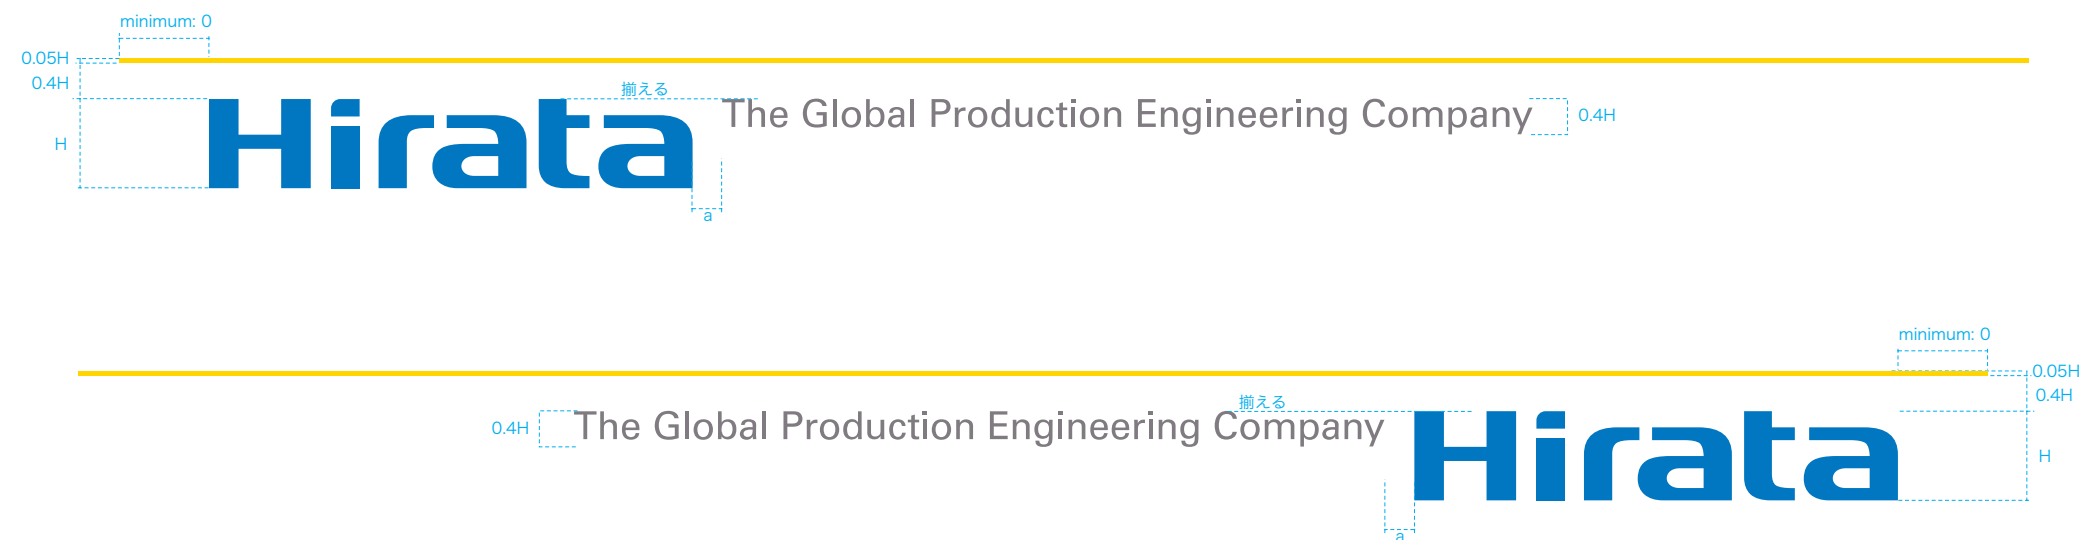 minimum: 0
0.05H
0.4H
揃える
Hirata The Global Production Engineering Company
0.4H
H
a
minimum: 0
0.05H
0.4H
揃える
0.4H
The Global Production Engineering Company Hirata
H
a